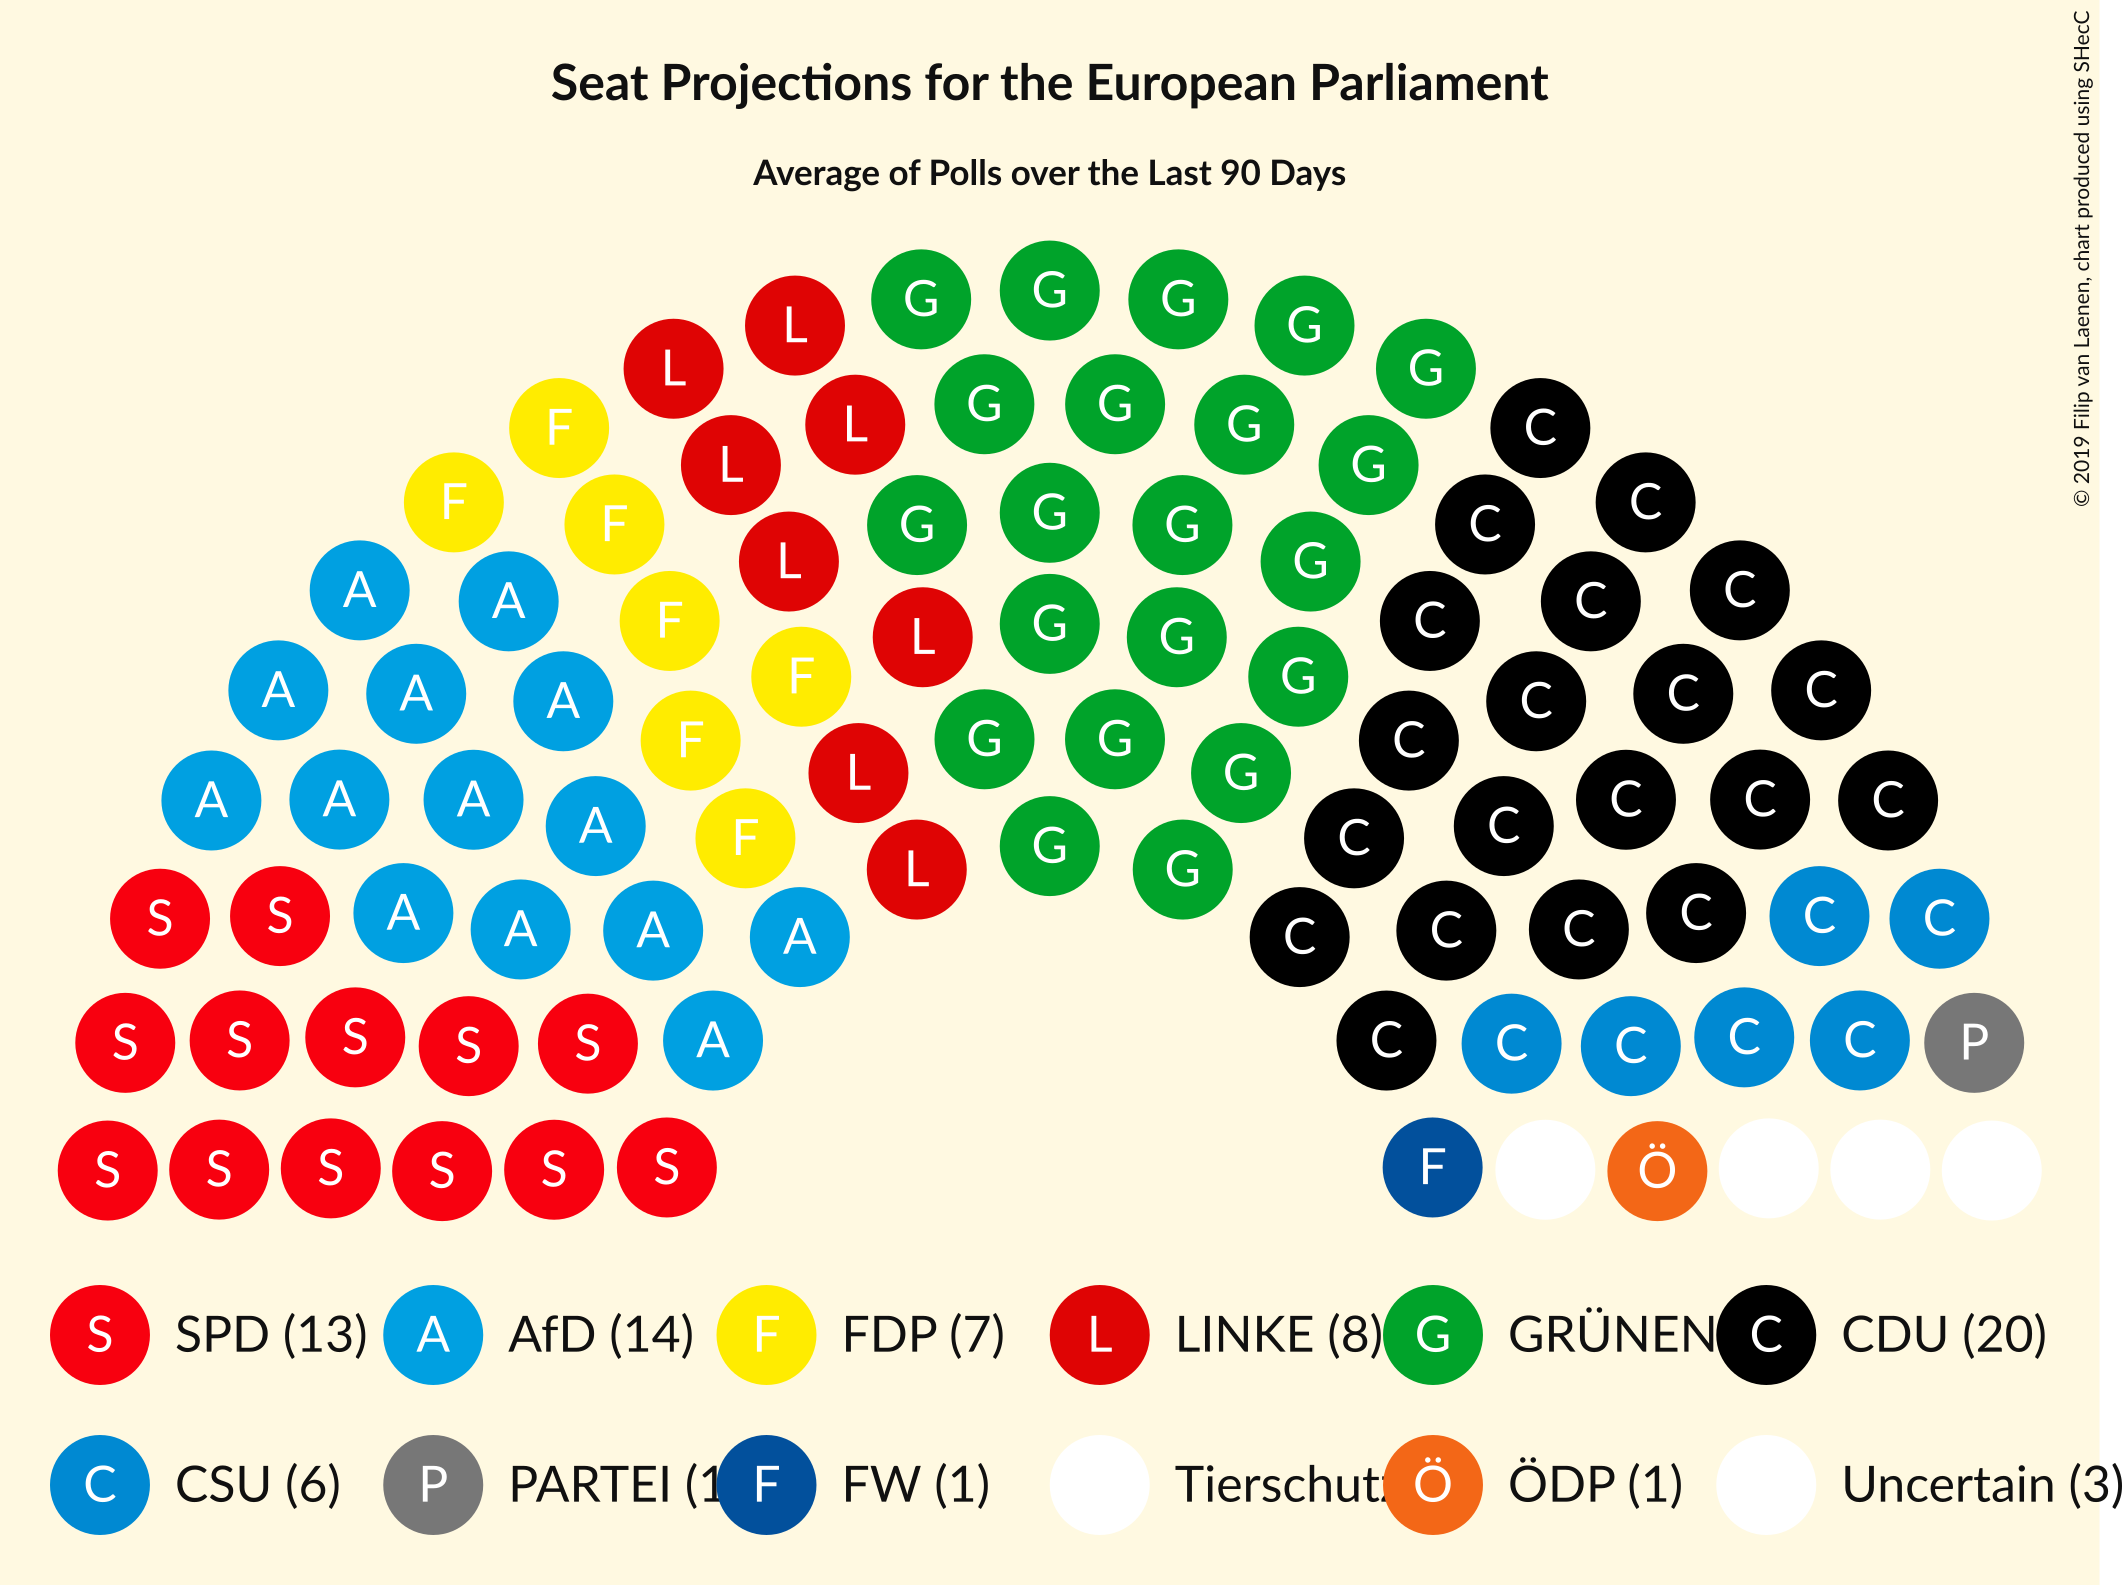 Seat Projections for the European Parliament
Average of Polls over the Last 90 Days
© 2019 Filip van Laenen, chart produced using SHecC
G G G G G
L L
L L G G G G
F F C C
F L G G G G C
A A F L G G G C C C
A A A F F G C C C C
F L G G G C
A A A A F C C C C C
L G G
S S A A A A C C C C C C
S S S S S A C C C C C P
S S S S S S F Ö
S SPD (13) A AfD (14) F FDP (7) L LINKE (8) G GRÜNEN C CDU (20)
C CSU (6) P PARTEI (1 F FW (1) Tierschutz Ö ÖDP (1) Uncertain (3)